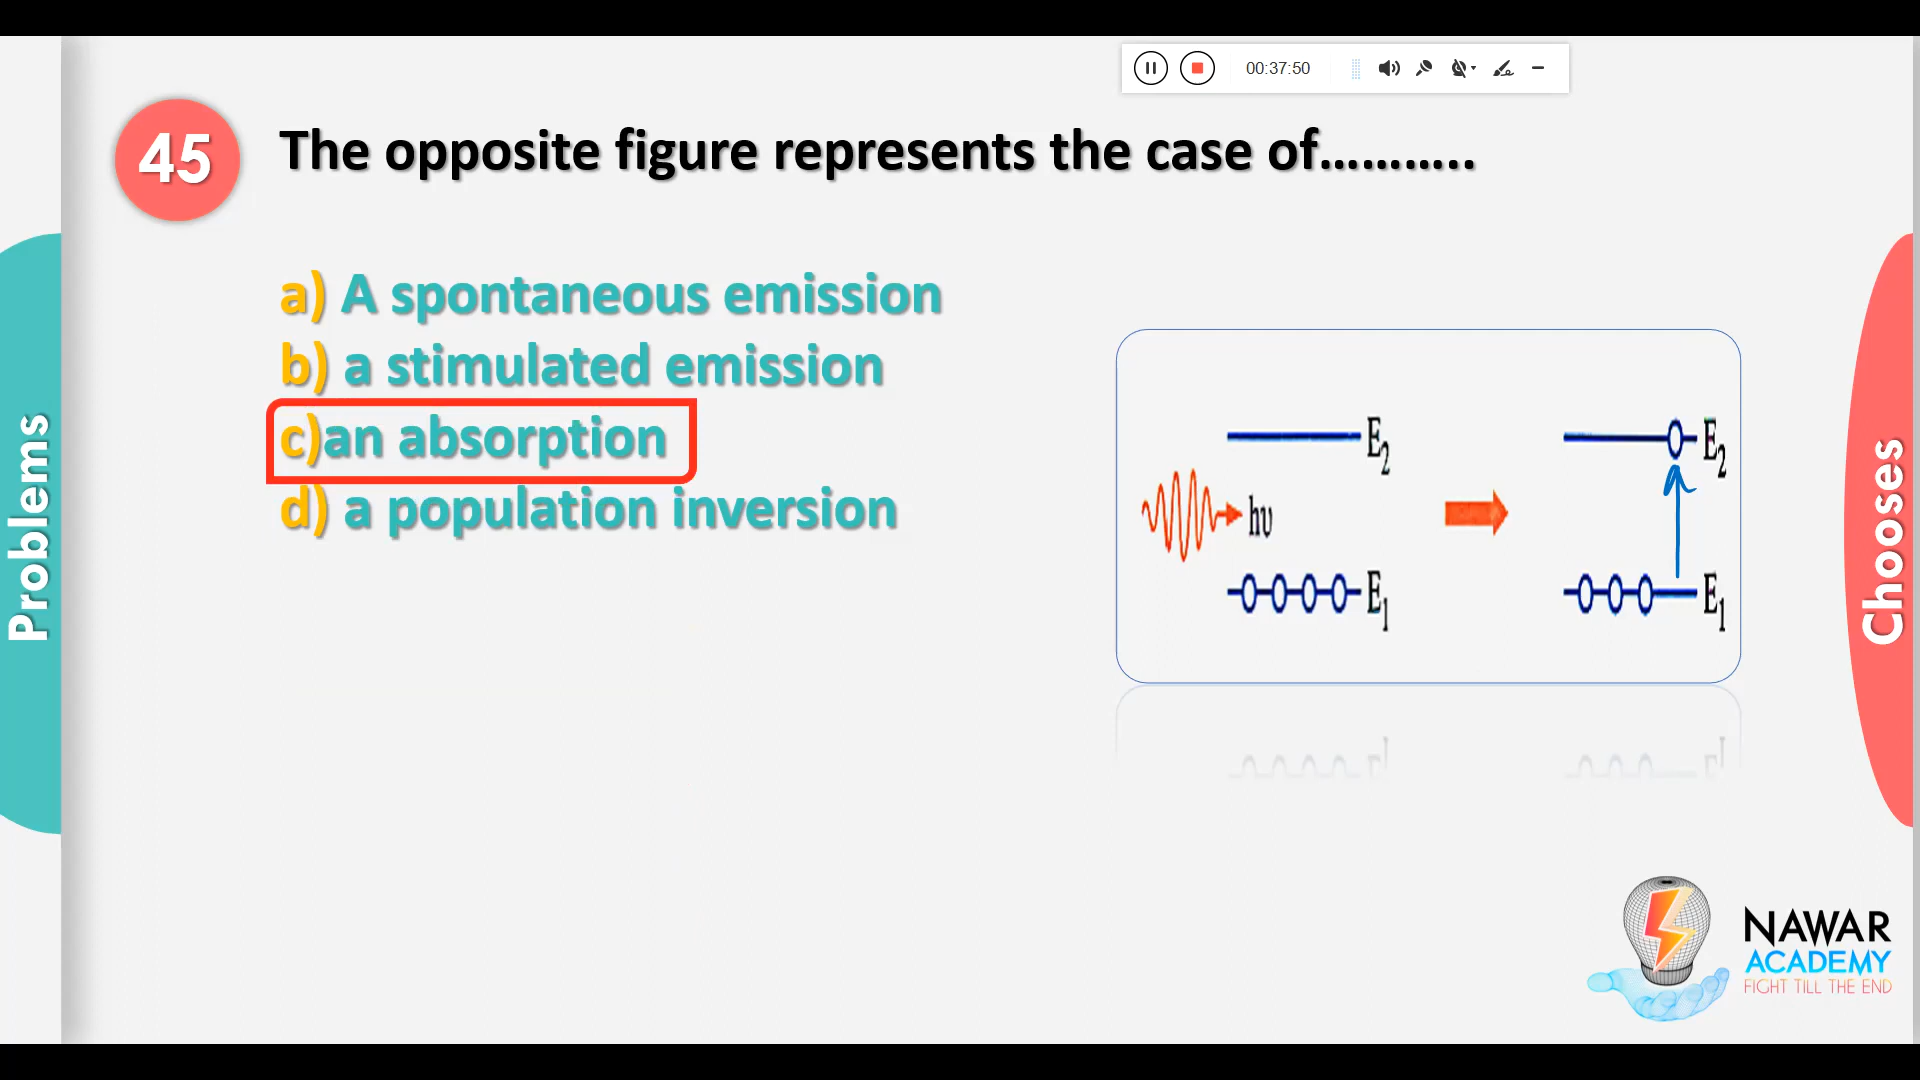 00:37:50
45
The opposite figure represents the case of………..
a) A spontaneous emission
b) a stimulated emission
c)an absorption
d) a population inversion
E2
hυ
E1
E2
E1
Problems
Chooses
NAWAR
ACADEMY
FIGHT TILL THE END